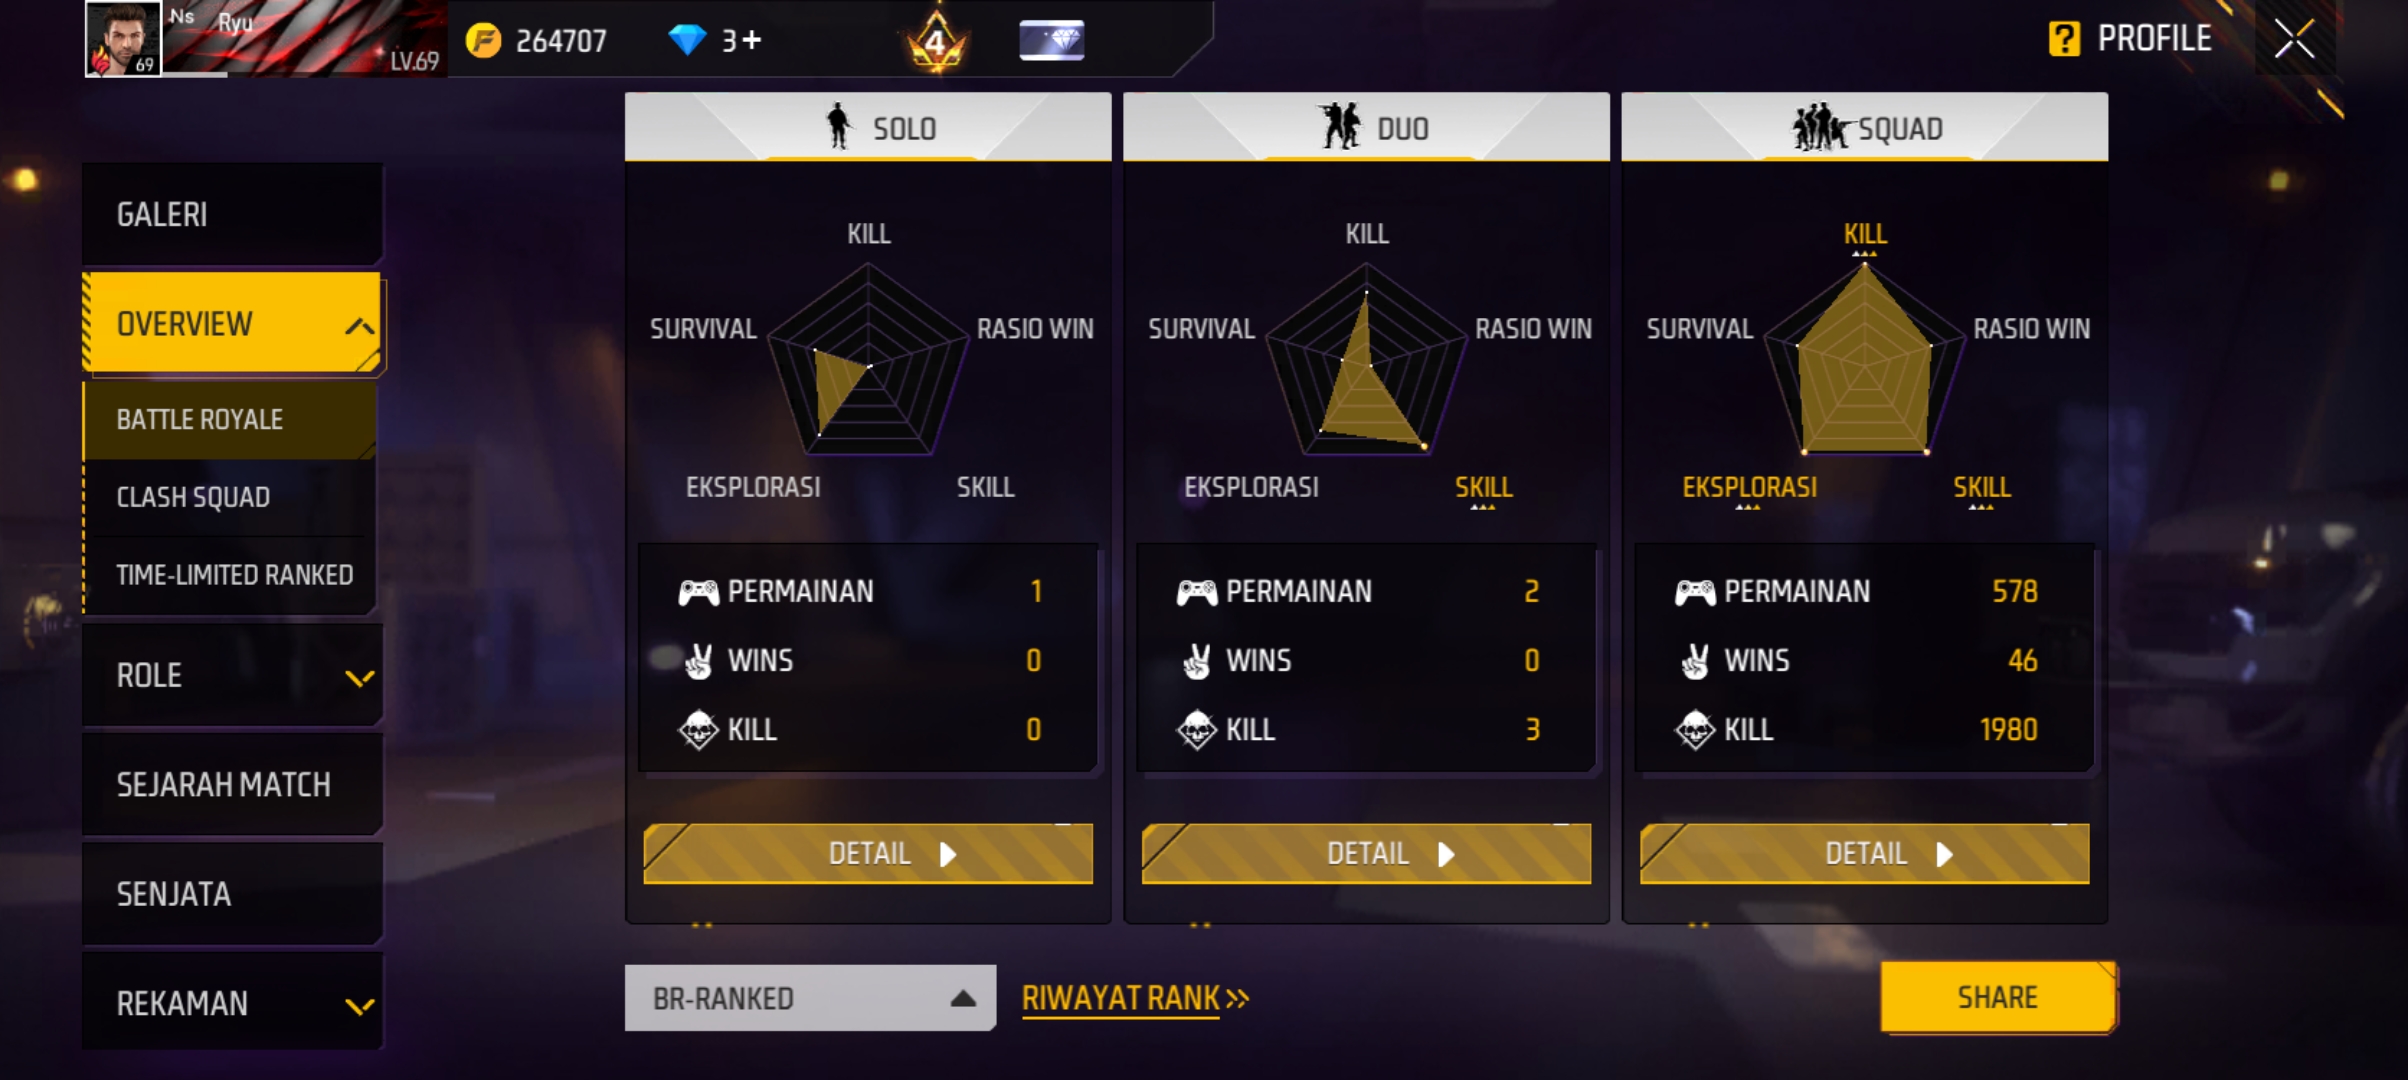 Ns Ryu
69
LV.69
264707
3+
4
PROFILE
GALERI
OVERVIEW
BATTLE ROYALE
CLASH SQUAD
TIME-LIMITED RANKED
ROLE
SEJARAH MATCH
SENJATA
REKAMAN
SOLO
KILL
SURVIVAL
RASIO WIN
EKSPLORASI
SKILL
PERMAINAN 1
WINS 0
KILL 0
DETAIL
DUO
KILL
SURVIVAL
RASIO WIN
EKSPLORASI
SKILL
PERMAINAN 2
WINS 0
KILL 3
DETAIL
SQUAD
KILL
SURVIVAL
RASIO WIN
EKSPLORASI
SKILL
PERMAINAN 578
WINS 46
KILL 1980
DETAIL
BR-RANKED
RIWAYAT RANK
SHARE